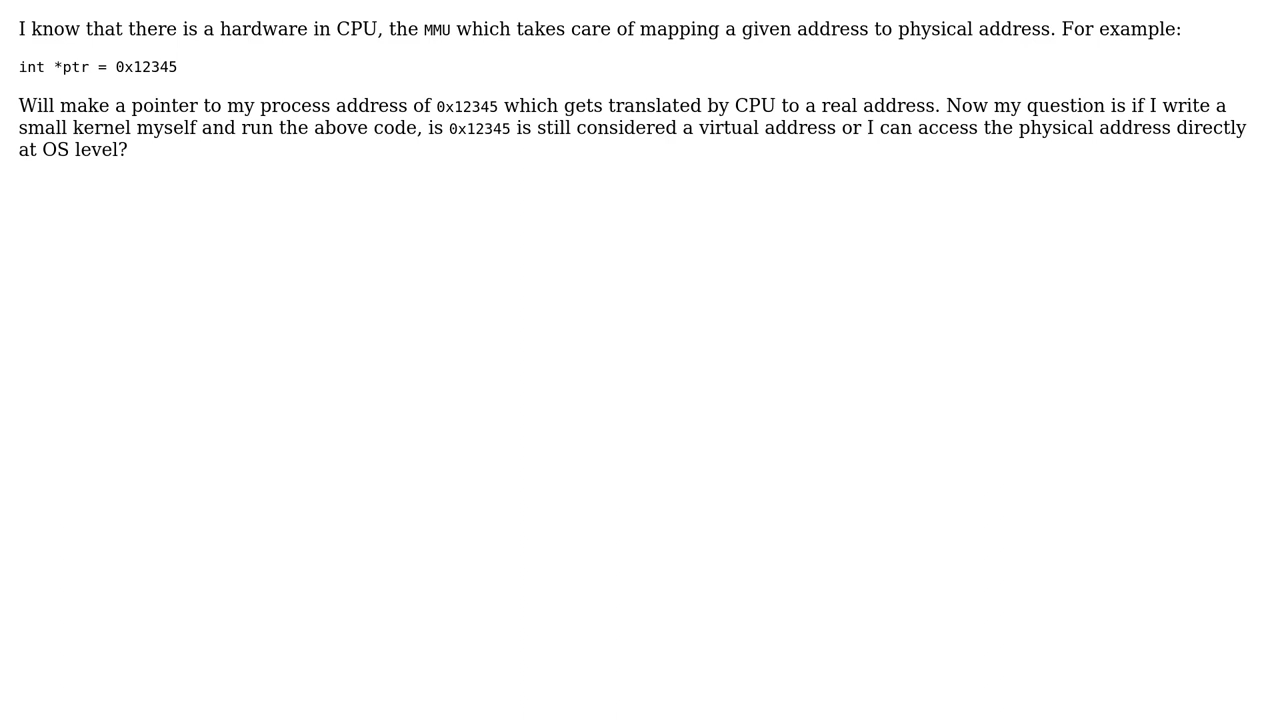 I know that there is a hardware in CPU, the MMU which takes care of mapping a given address to physical address. For example:
int *ptr = 0x12345
Will make a pointer to my process address of 0x12345 which gets translated by CPU to a real address. Now my question is if I write a
small kernel myself and run the above code, is 0x12345 is still considered a virtual address or I can access the physical address directly
at OS level?